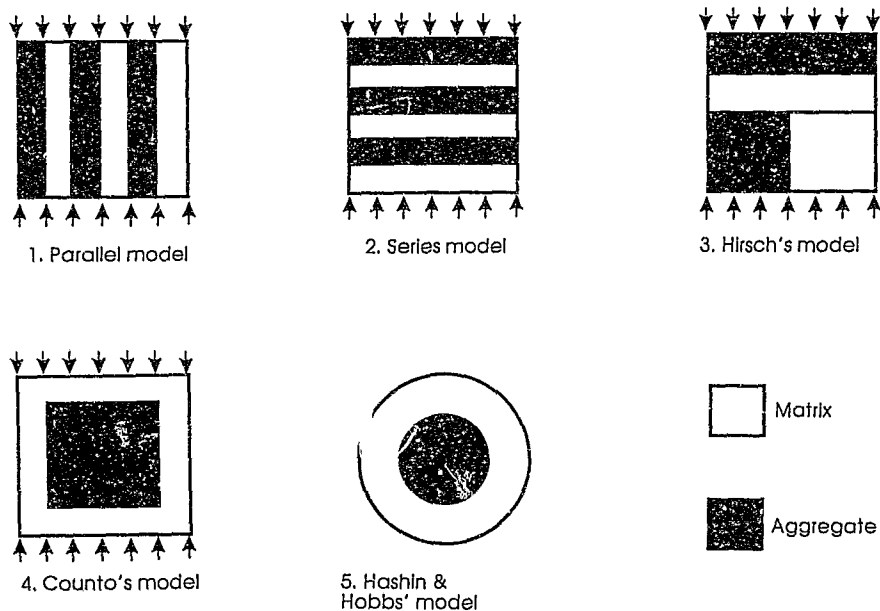 1. Parallel model
2. Series model
3. Hirsch's model
4. Counto's model
5. Hashin &
Hobbs' model
Matrix
Aggregate